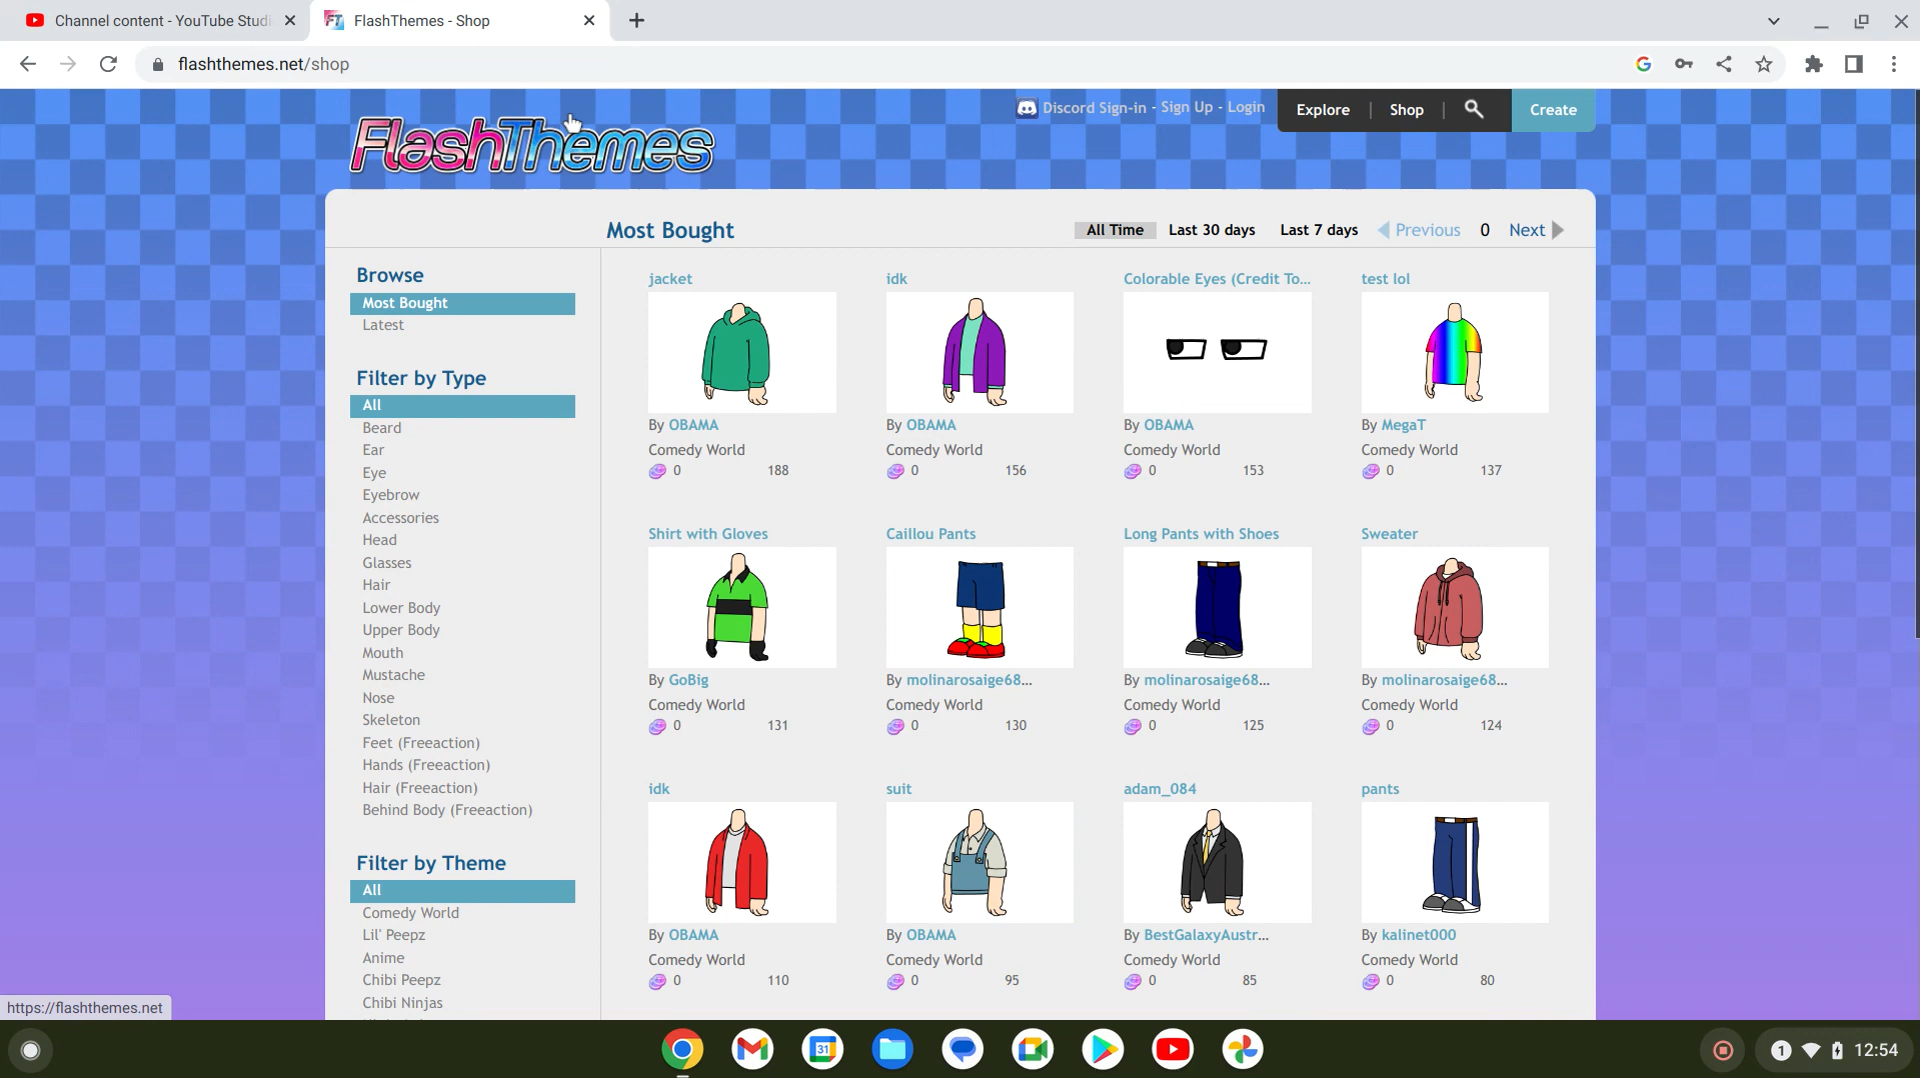 Channel content - YouTube Studi
FlashThemes - Shop
flashthemes.net/shop
FlashThemes
Discord Sign-in - Sign Up - Login
Explore | Shop |
Create
Most Bought
All Time Last 30 days Last 7 days Previous 0 Next
Browse
Most Bought
Latest
Filter by Type
All
Beard
Ear
Eye
Eyebrow
Accessories
Head
Glasses
Hair
Lower Body
Upper Body
Mouth
Mustache
Nose
Skeleton
Feet (Freeaction)
Hands (Freeaction)
Hair (Freeaction)
Behind Body (Freeaction)
Filter by Theme
All
Comedy World
Lil' Peepz
Anime
Chibi Peepz
Chibi Ninjas
jacket
By OBAMA
Comedy World
0 188
idk
By OBAMA
Comedy World
0 156
Colorable Eyes (Credit To...
By OBAMA
Comedy World
0 153
test lol
By MegaT
Comedy World
0 137
Shirt with Gloves
By GoBig
Comedy World
0 131
Caillou Pants
By molinarosaige68...
Comedy World
0 130
Long Pants with Shoes
By molinarosaige68...
Comedy World
0 125
Sweater
By molinarosaige68...
Comedy World
0 124
idk
By OBAMA
Comedy World
0 110
suit
By OBAMA
Comedy World
0 95
adam_084
By BestGalaxyAustr...
Comedy World
0 85
pants
By kalinet000
Comedy World
0 80
https://flashthemes.net
31
1 12:54